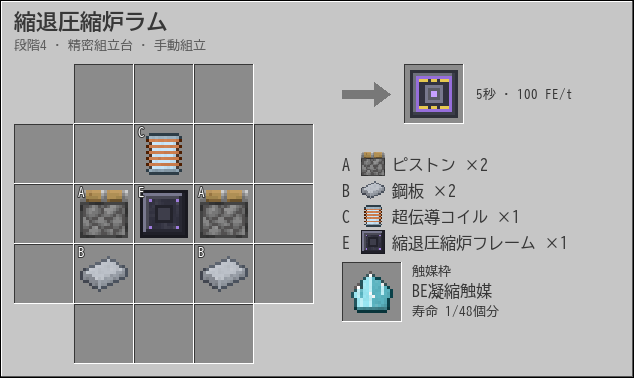 縮退圧縮炉ラム
段階4 · 精密組立台 · 手動組立
C
5秒 · 100 FE/t
A ピストン ×2
A E A
B 鋼板 ×2
C 超伝導コイル ×1
E 縮退圧縮炉フレーム ×1
B B
触媒枠
BE凝縮触媒
寿命 1/48個分